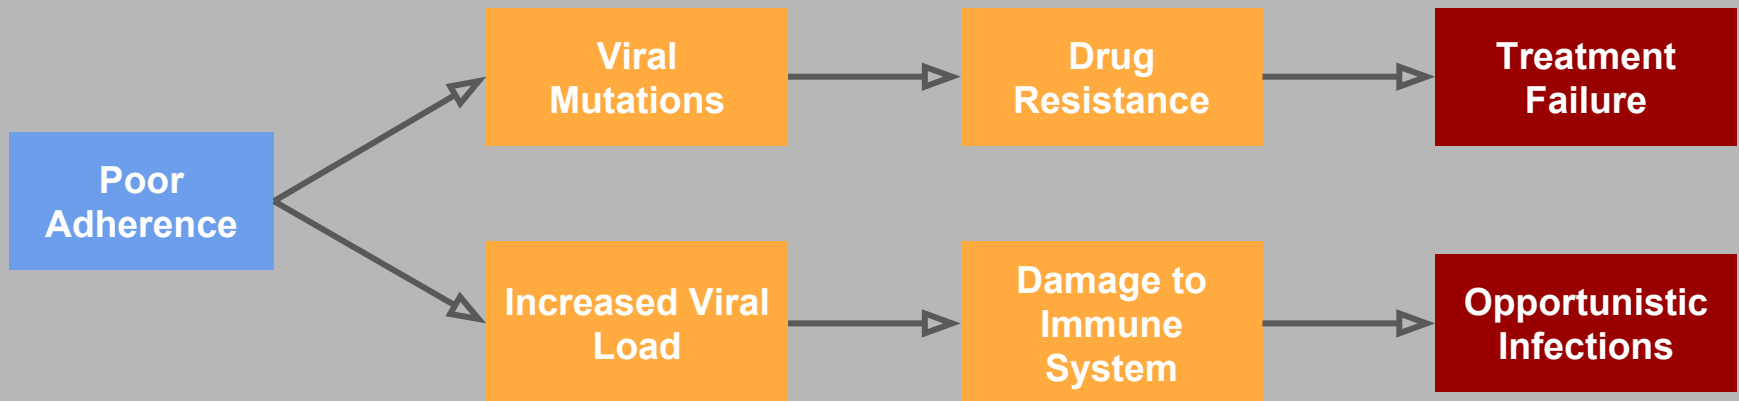 Poor
Adherence
Viral
Mutations
Drug
Resistance
Treatment
Failure
Increased Viral
Load
Damage to
Immune
System
Opportunistic
Infections